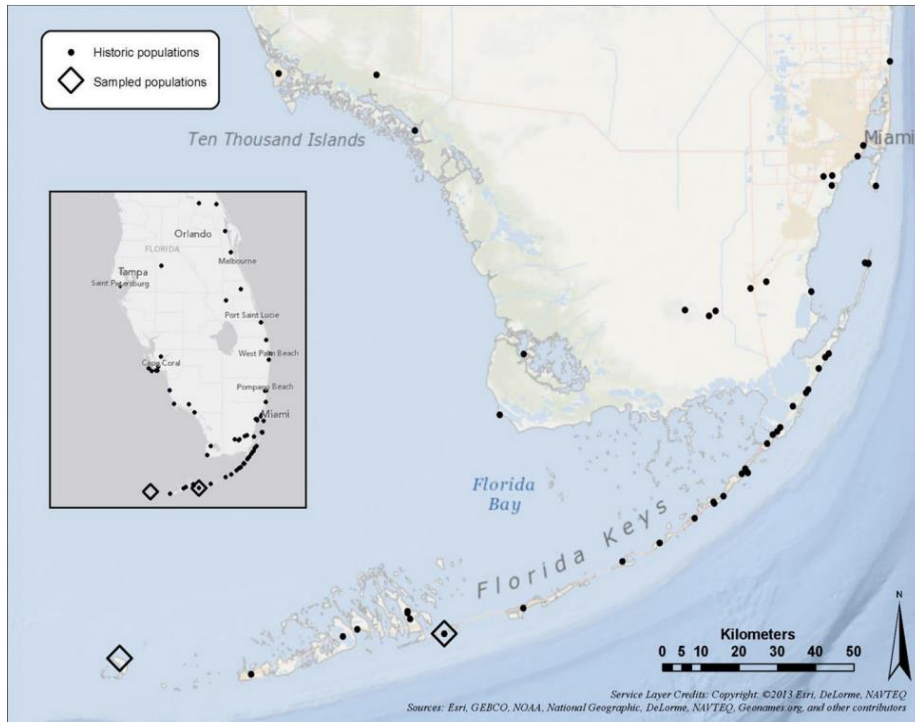 Historic populations
Sampled populations
Ten Thousand Islands
Miami
Orlando
FLORIDA
Melbourne
Tampa
Saint Petersburg
Port Saint Lucie
Cape Coral
West Palm Beach
Pompano Beach
Miami
Florida
Bay
Florida Keys
N
Kilometers
0 5 10 20 30 40 50
Service Layer Credits: Copyright: ©2013 Esri, DeLorme, NAVTEQ
Sources: Esri, GEBCO, NOAA, National Geographic, DeLorme, NAVTEQ, Geonames.org, and other contributors